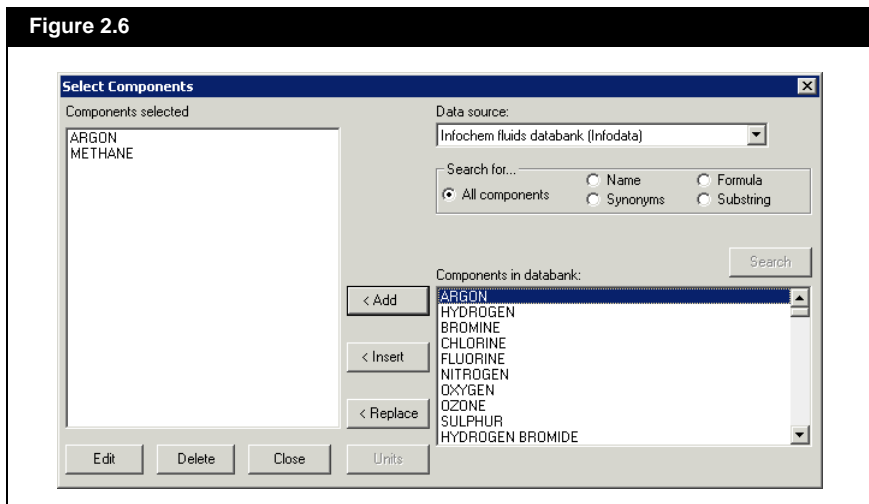 Figure 2.6
Select Components
Components selected
ARGON
METHANE
Data source:
Infochem fluids databank (Infodata)
Search for...
All components
Name
Formula
Synonyms
Substring
Search
Components in databank:
ARGON
HYDROGEN
BROMINE
CHLORINE
FLUORINE
NITROGEN
OXYGEN
OZONE
SULPHUR
HYDROGEN BROMIDE
< Add
< Insert
< Replace
Edit
Delete
Close
Units